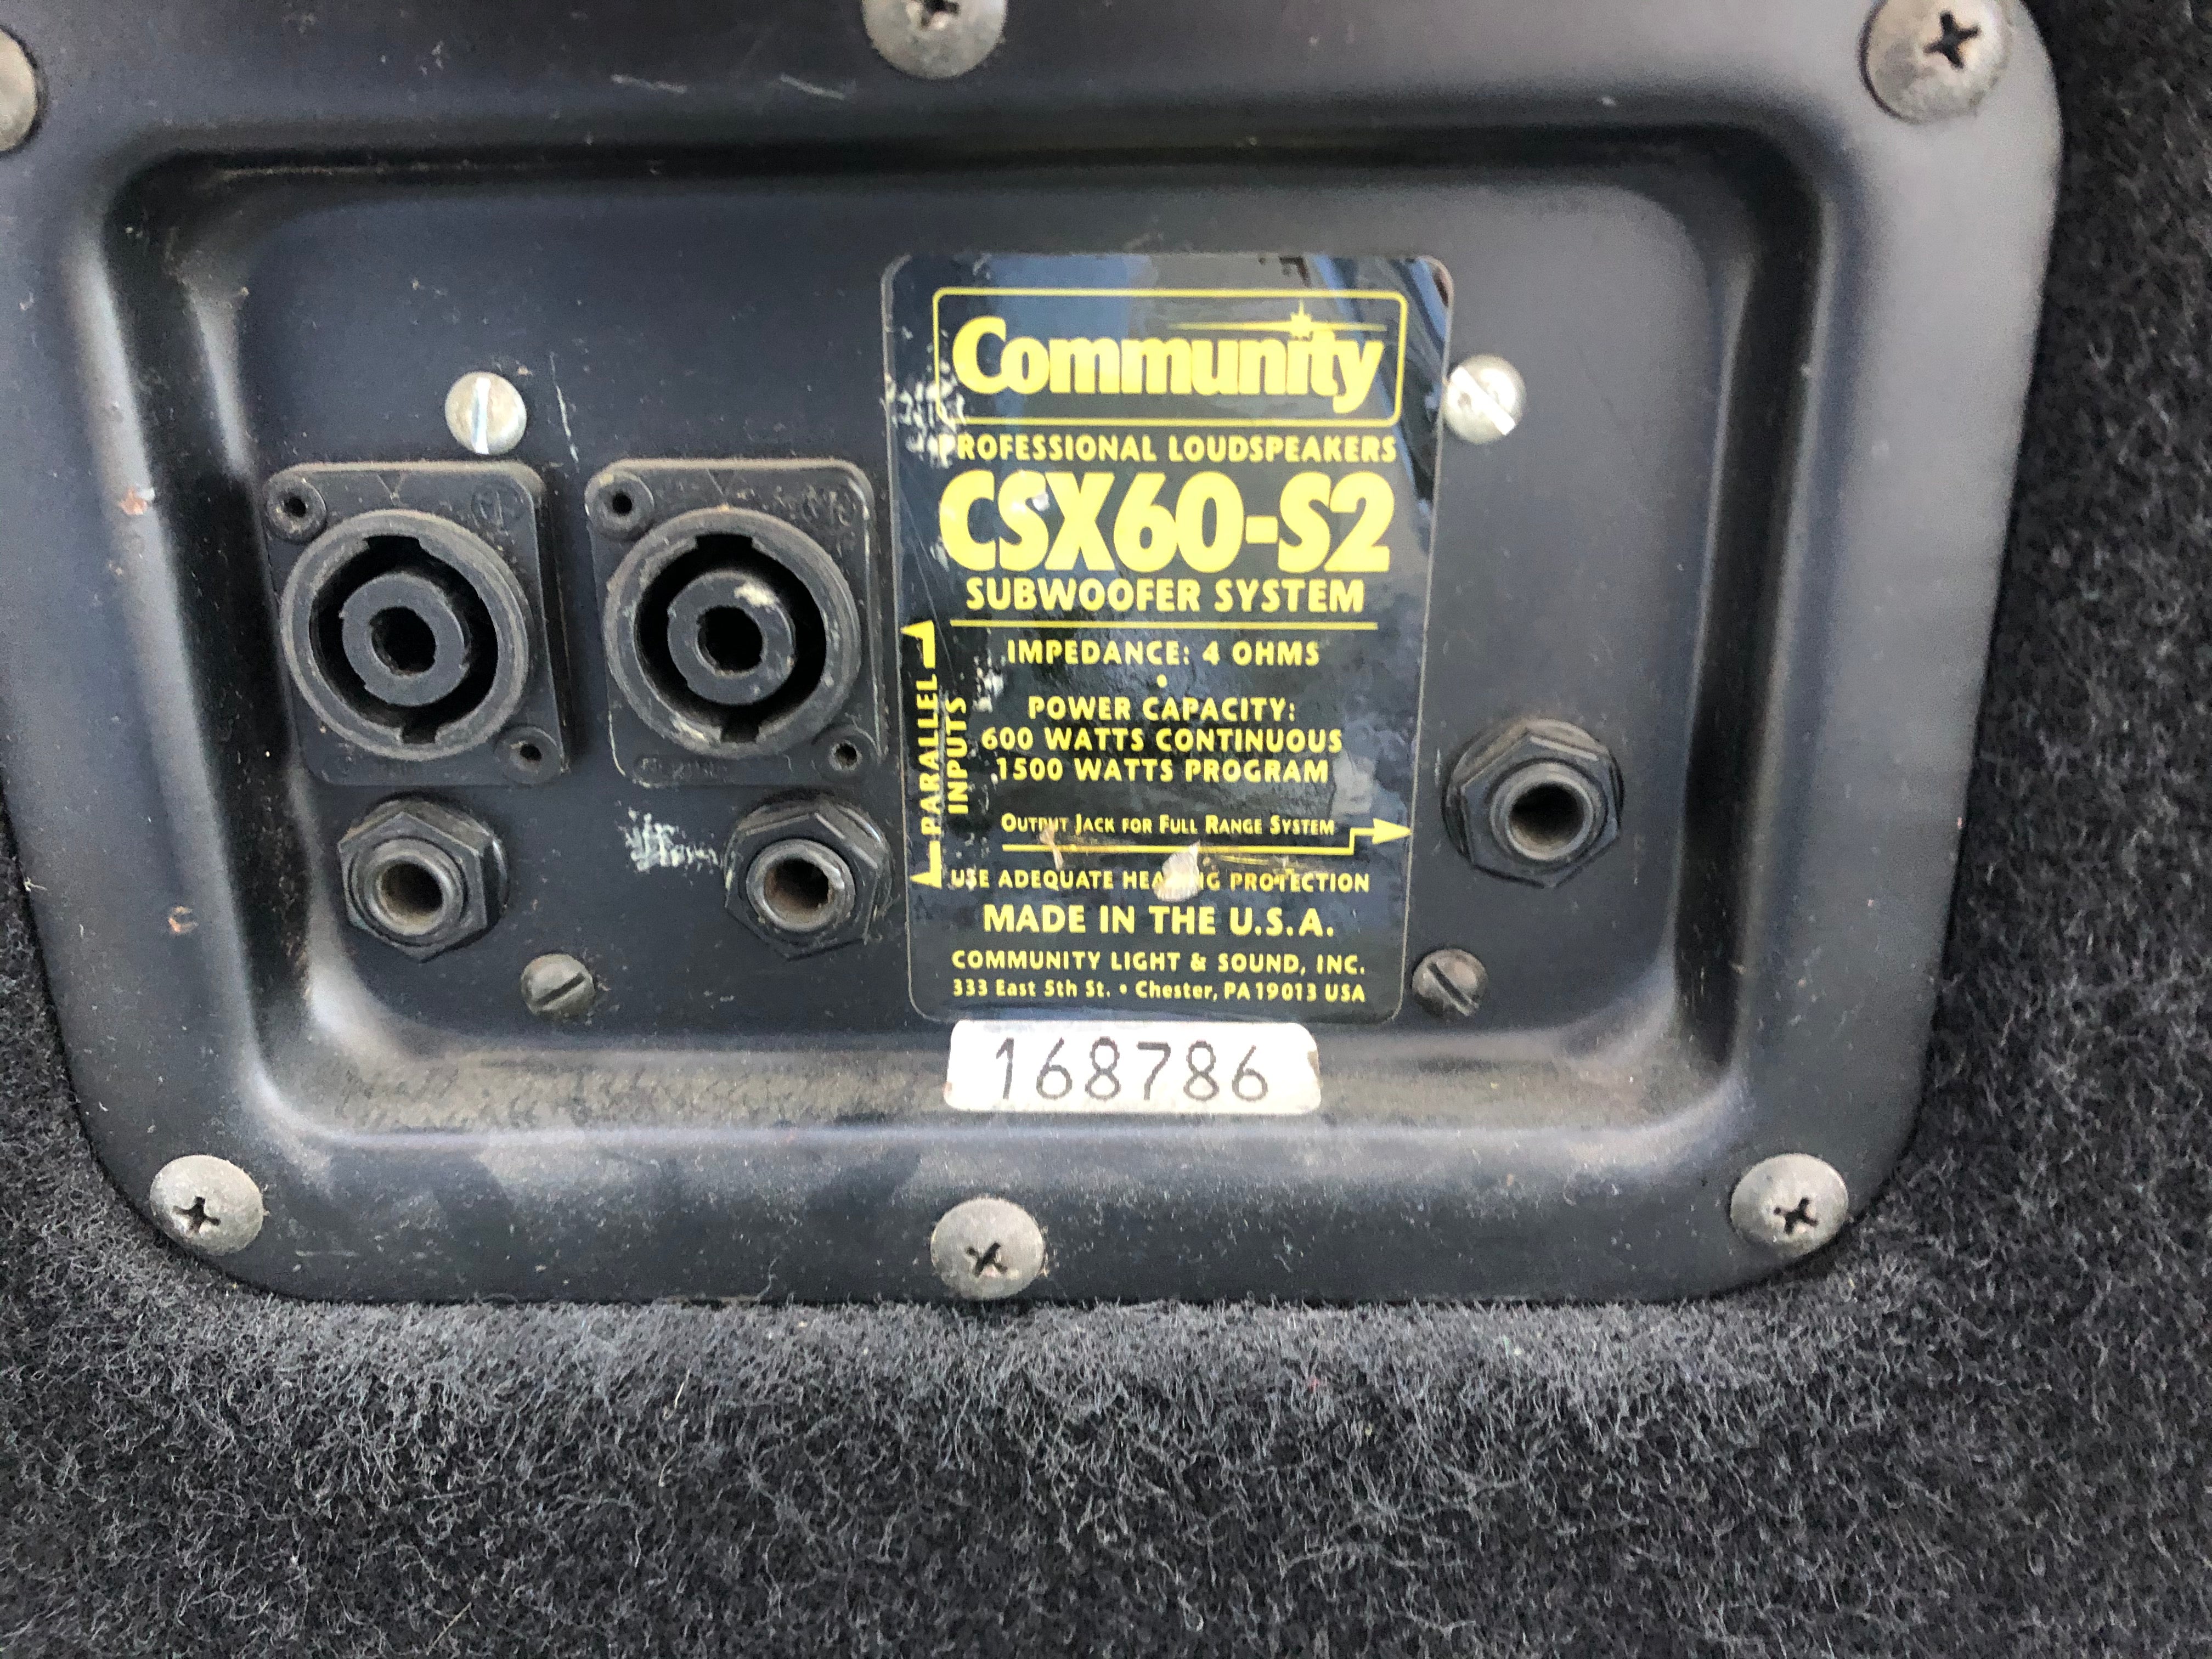 Community
PROFESSIONAL LOUDSPEAKERS
CSX60-S2
SUBWOOFER SYSTEM
IMPEDANCE: 4 OHMS
•
POWER CAPACITY:
600 WATTS CONTINUOUS
1500 WATTS PROGRAM
PARALLEL
INPUTS
OUTPUT JACK FOR FULL RANGE SYSTEM
USE ADEQUATE HEARING PROTECTION
MADE IN THE U.S.A.
COMMUNITY LIGHT & SOUND, INC.
333 East 5th St. • Chester, PA 19013 USA
168786